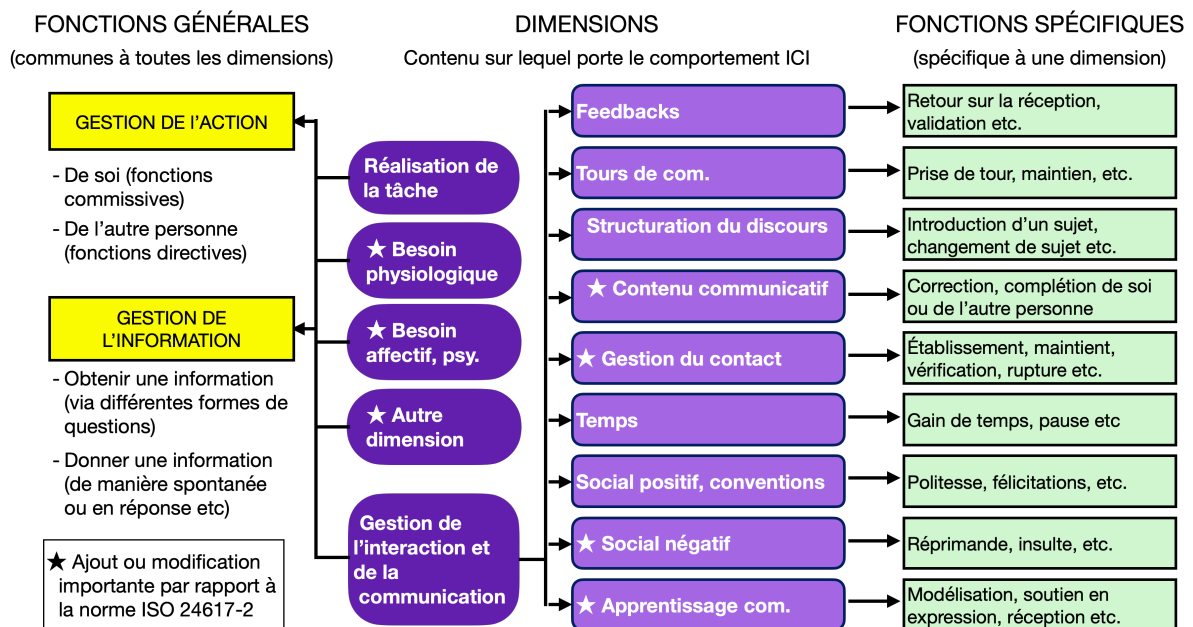 FONCTIONS GÉNÉRALES
(communes à toutes les dimensions)
GESTION DE l'ACTION
- De soi (fonctions
commissives)
- De l'autre personne
(fonctions directives)
GESTION DE
L'INFORMATION
- Obtenir une information
(via différentes formes de
questions)
- Donner une information
(de manière spontanée
ou en réponse etc)
★ Ajout ou modification
importante par rapport à
la norme ISO 24617-2
DIMENSIONS
Contenu sur lequel porte le comportement ICI
Réalisation de
la tâche
★ Besoin
physiologique
★ Besoin
affectif, psy.
★ Autre
dimension
Gestion de
l'interaction et
de la
communication
Feedbacks
Tours de com.
Structuration du discours
★ Contenu communicatif
★ Gestion du contact
Temps
Social positif, conventions
★ Social négatif
★ Apprentissage com.
FONCTIONS SPÉCIFIQUES
(spécifique à une dimension)
Retour sur la réception,
validation etc.
Prise de tour, maintien, etc.
Introduction d'un sujet,
changement de sujet etc.
Correction, complétion de soi
ou de l'autre personne
Établissement, maintient,
vérification, rupture etc.
Gain de temps, pause etc
Politesse, félicitations, etc.
Réprimande, insulte, etc.
Modélisation, soutien en
expression, réception etc.